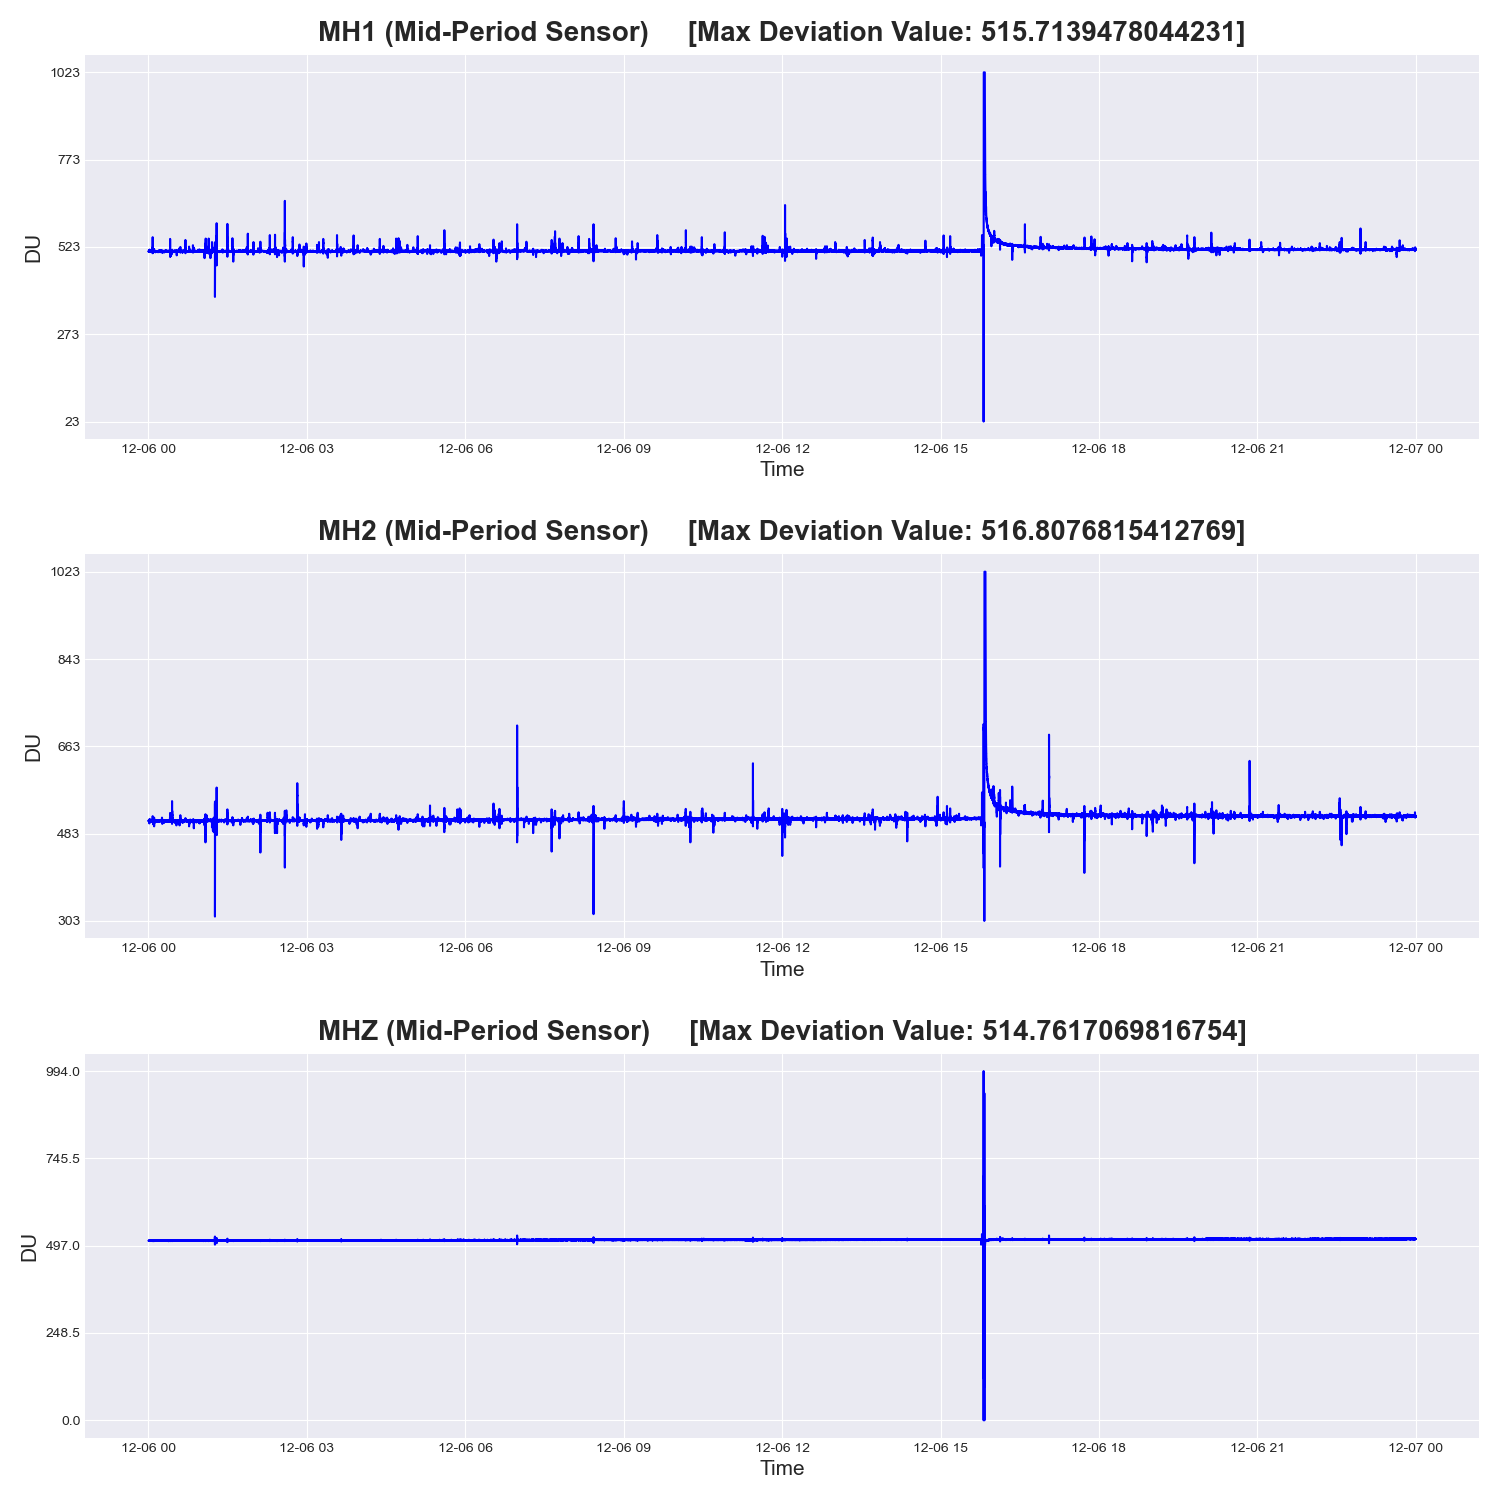 MH1 (Mid-Period Sensor) [Max Deviation Value: 515.7139478044231]
1023
773
523
273
23
DU
12-06 00 12-06 03 12-06 06 12-06 09 12-06 12 12-06 15 12-06 18 12-06 21 12-07 00
Time
MH2 (Mid-Period Sensor) [Max Deviation Value: 516.8076815412769]
1023
843
663
483
303
DU
12-06 00 12-06 03 12-06 06 12-06 09 12-06 12 12-06 15 12-06 18 12-06 21 12-07 00
Time
MHZ (Mid-Period Sensor) [Max Deviation Value: 514.7617069816754]
994.0
745.5
497.0
248.5
0.0
DU
12-06 00 12-06 03 12-06 06 12-06 09 12-06 12 12-06 15 12-06 18 12-06 21 12-07 00
Time